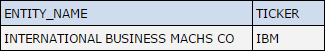 ENTITY_NAME TICKER
INTERNATIONAL BUSINESS MACHS CO IBM